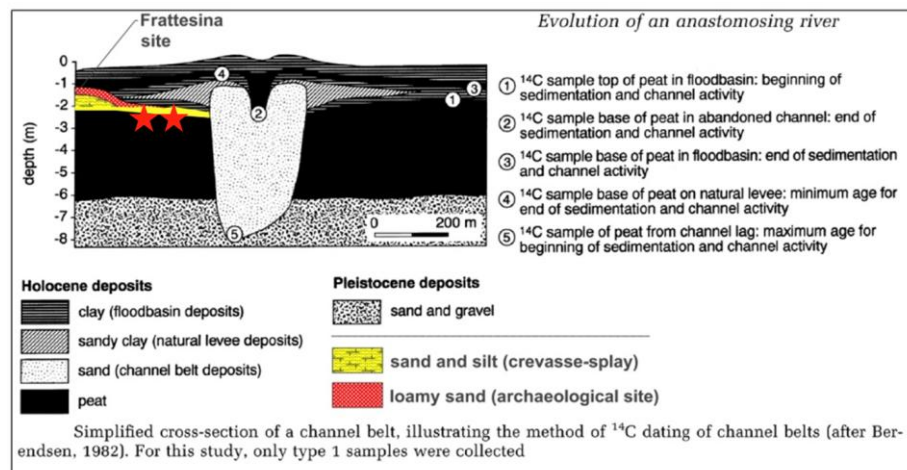 Frattesina
site
Evolution of an anastomosing river
0
-1
-2
-3
-4
-5
-6
-7
-8
depth (m)
4
3
1
2
5
0 200 m
① ¹⁴C sample top of peat in floodbasin: beginning of
sedimentation and channel activity
② ¹⁴C sample base of peat in abandoned channel: end of
sedimentation and channel activity
③ ¹⁴C sample base of peat in floodbasin: end of sedimentation
and channel activity
④ ¹⁴C sample base of peat on natural levee: minimum age for
end of sedimentation and channel activity
⑤ ¹⁴C sample of peat from channel lag: maximum age for
beginning of sedimentation and channel activity
Holocene deposits
clay (floodbasin deposits)
sandy clay (natural levee deposits)
sand (channel belt deposits)
peat
Pleistocene deposits
sand and gravel
sand and silt (crevasse-splay)
loamy sand (archaeological site)
Simplified cross-section of a channel belt, illustrating the method of ¹⁴C dating of channel belts (after Ber-
endsen, 1982). For this study, only type 1 samples were collected